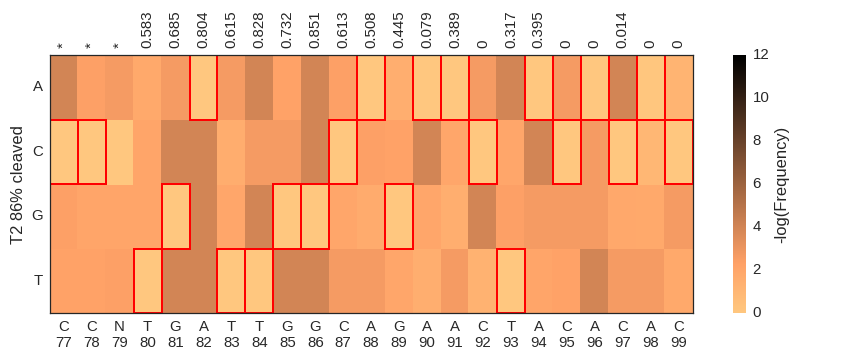 * * * 0.583 0.685 0.804 0.615 0.828 0.732 0.851 0.613 0.508 0.445 0.079 0.389 0 0.317 0.395 0 0 0.014 0 0
T2 86% cleaved
A
C
G
T
C C N T G A T T G G C A G A A C T A C A C A C
77 78 79 80 81 82 83 84 85 86 87 88 89 90 91 92 93 94 95 96 97 98 99
12
10
8
6
4
2
0
-log(Frequency)